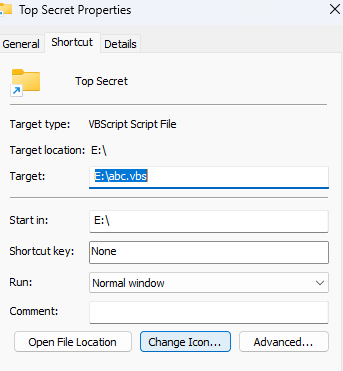 Top Secret Properties
General Shortcut Details
Top Secret
Target type: VBScript Script File
Target location: E:\
Target: E:\abc.vbs
Start in: E:\
Shortcut key: None
Run: Normal window
Comment:
Open File Location Change Icon... Advanced...